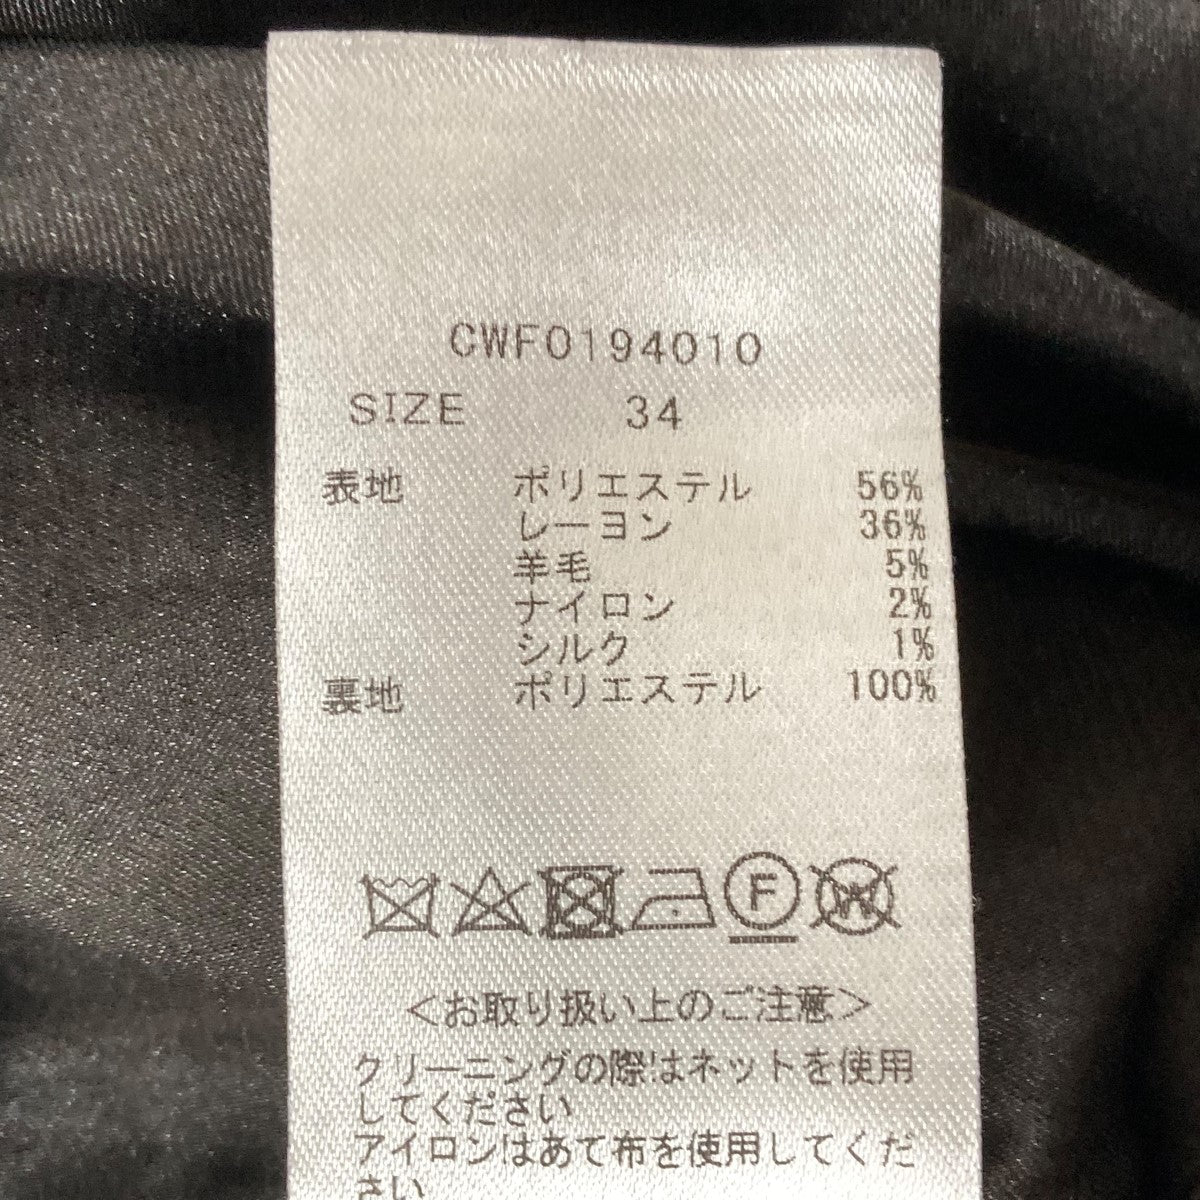 CWF0194010
SIZE 34
表地 ポリエステル 56%
レーヨン 36%
羊毛 5%
ナイロン 2%
シルク 1%
裏地 ポリエステル 100%
F W
<お取り扱い上のご注意>
クリーニングの際はネットを使用
してください
アイロンはあて布を使用してくだ
さい